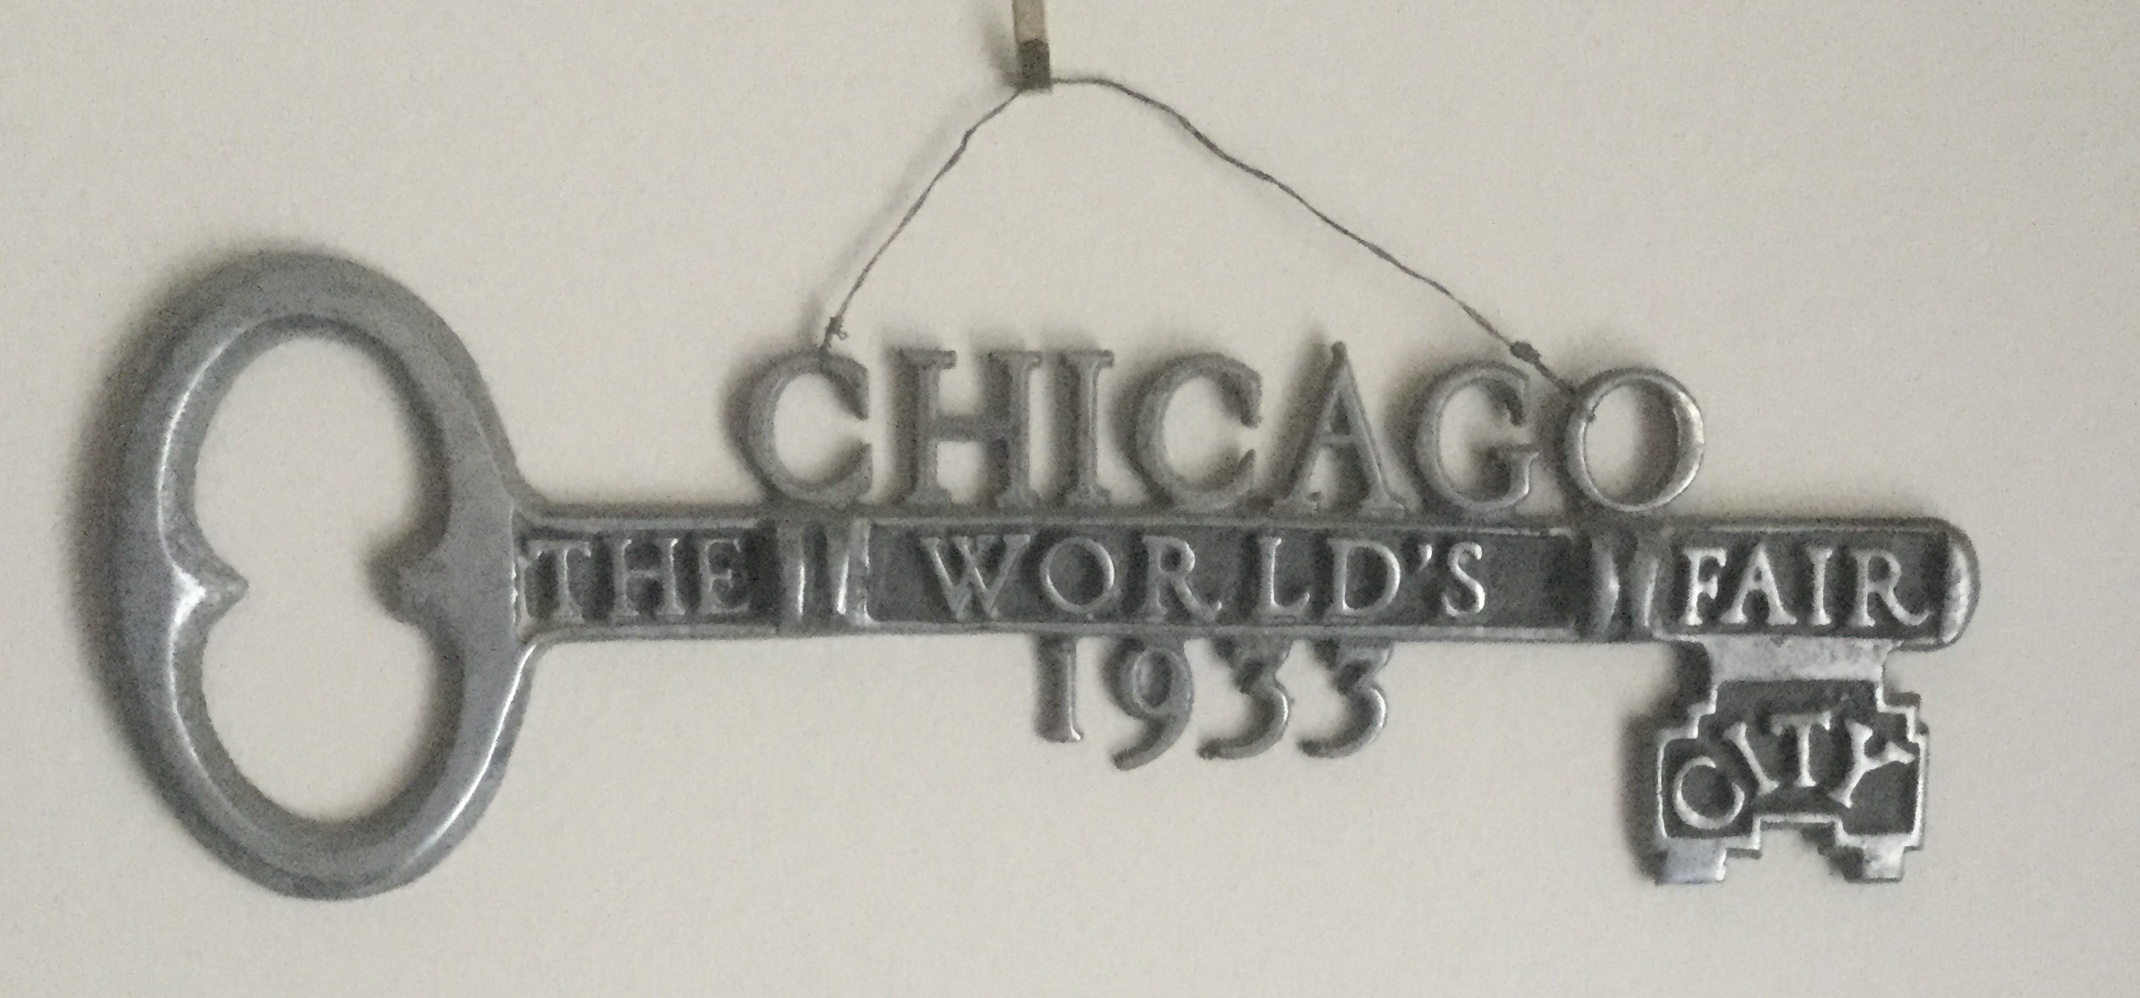 CHICAGO
THE WORLD'S FAIR
1933
CITY